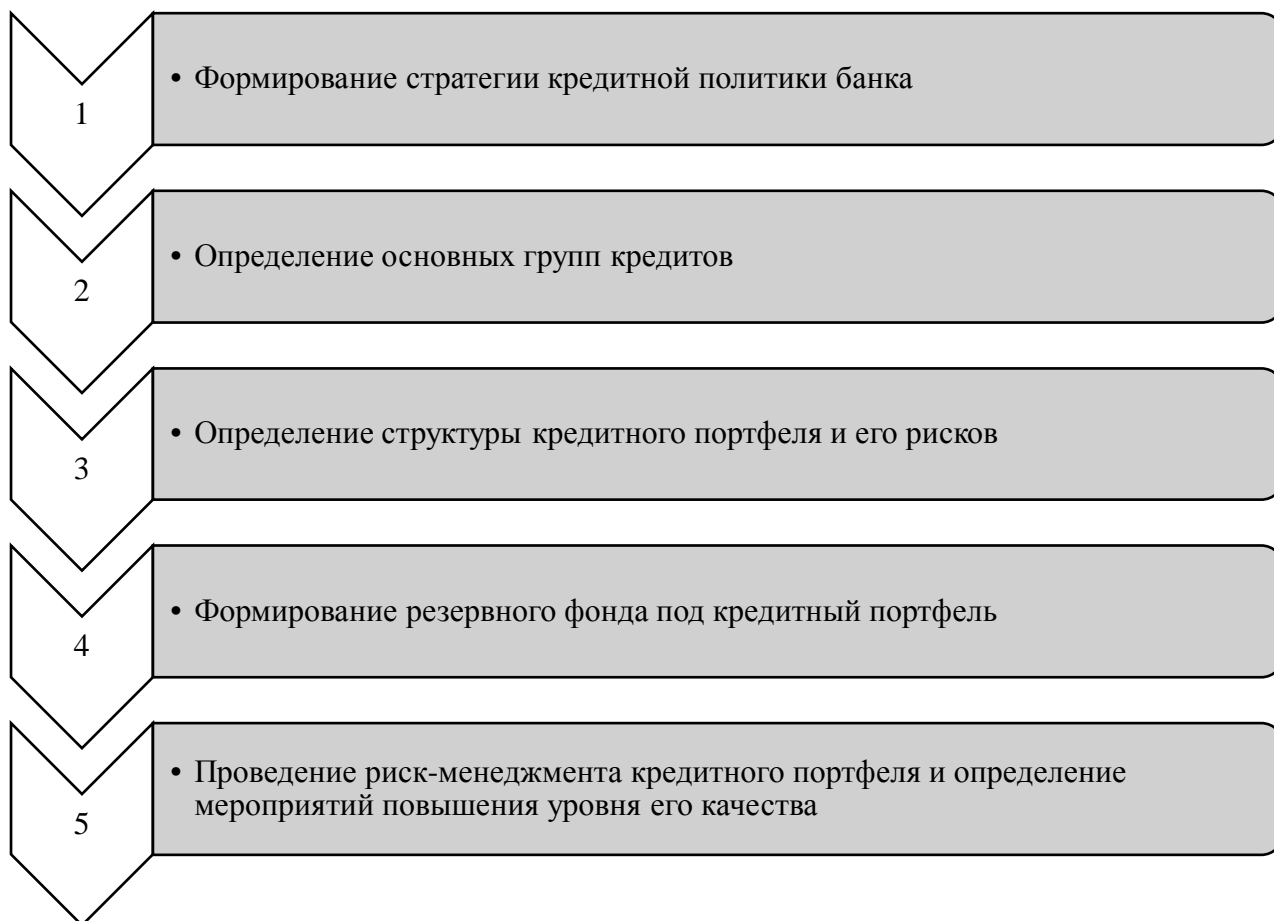 1
• Формирование стратегии кредитной политики банка
2
• Определение основных групп кредитов
3
• Определение структуры кредитного портфеля и его рисков
4
• Формирование резервного фонда под кредитный портфель
5
• Проведение риск-менеджмента кредитного портфеля и определение
мероприятий повышения уровня его качества